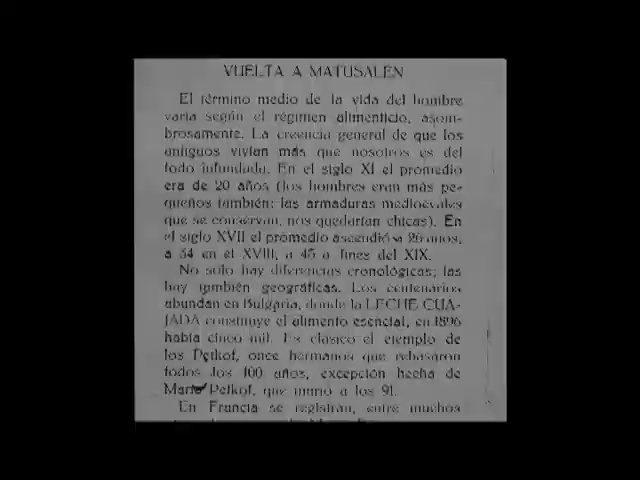 VUELTA A MATUSALÉN
El término medio de la vida del hombre
varía según el régimen alimenticio, asom-
brosamente. La creencia general de que los
antiguos vivían más que nosotros es del
todo infundada. En el siglo XI el promedio
era de 20 años (los hombres eran más pe-
queños también: las armaduras medioevales
que se conservan, nos quedarían chicas). En
el siglo XVII el promedio ascendió a 26 años,
a 34 en el XVIII, a 45 a fines del XIX.
No sólo hay diferencias cronológicas; las
hay también geográficas. Los centenarios
abundan en Bulgaria, donde la LECHE CUA-
JADA constituye el alimento esencial, en 1896
había cinco mil. Es clásico el ejemplo de
los Petkof, once hermanos que rebasaron
todos los 100 años, excepción hecha de
María Petkof, que murió a los 91.
En Francia se registran, entre muchos